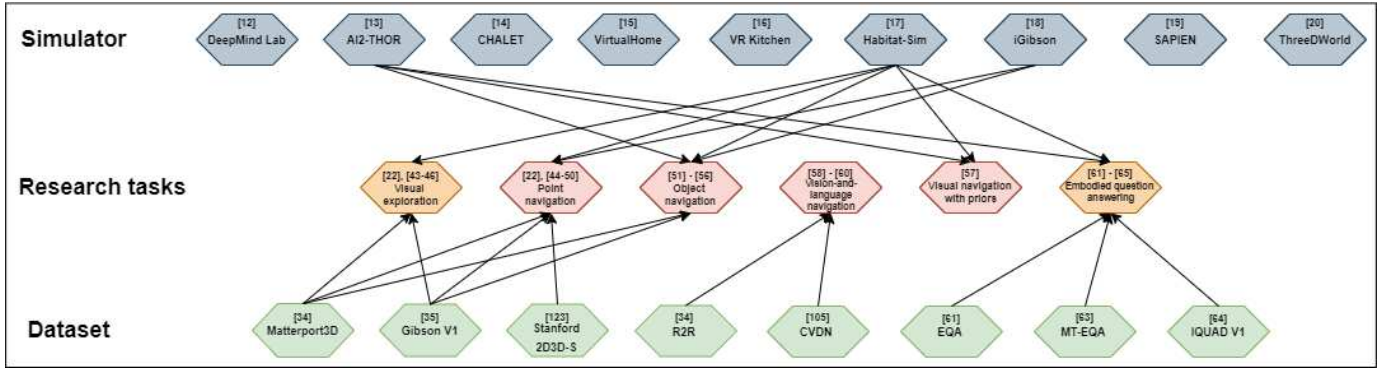 Simulator
[12]
DeepMind Lab
[13]
AI2-THOR
[14]
CHALET
[15]
VirtualHome
[16]
VR Kitchen
[17]
Habitat-Sim
[18]
iGibson
[19]
SAPIEN
[20]
ThreeDWorld
Research tasks
[22], [43-46]
Visual
exploration
[22], [44-50]
Point
navigation
[51] - [56]
Object
navigation
[58] - [60]
Vision-and-
language
navigation
[57]
Visual navigation
with priors
[61] - [65]
Embodied question
answering
Dataset
[34]
Matterport3D
[35]
Gibson V1
[123]
Stanford
2D3D-S
[34]
R2R
[105]
CVDN
[61]
EQA
[63]
MT-EQA
[64]
IQUAD V1